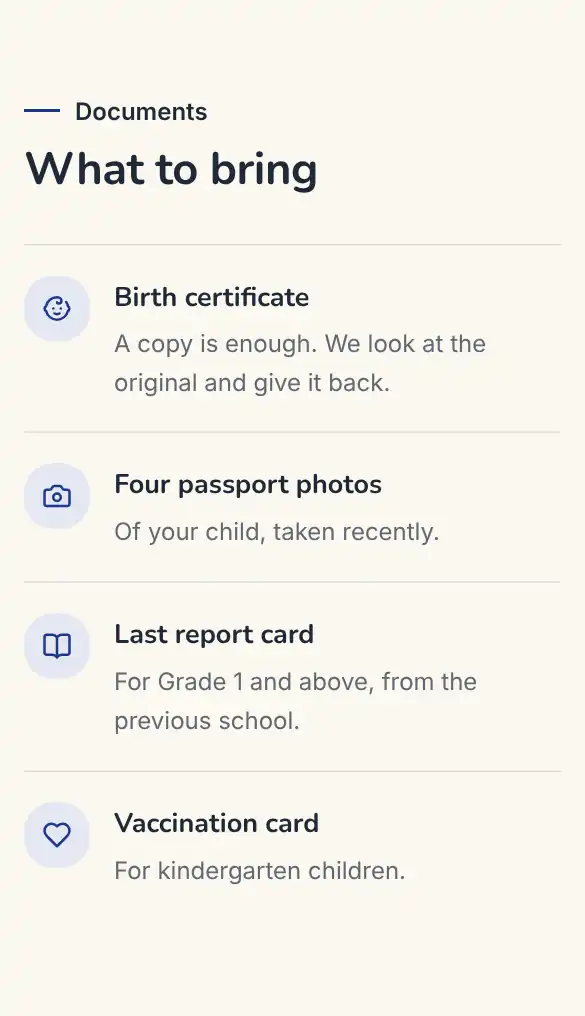 Documents
What to bring
Birth certificate
A copy is enough. We look at the
original and give it back.
Four passport photos
Of your child, taken recently.
Last report card
For Grade 1 and above, from the
previous school.
Vaccination card
For kindergarten children.